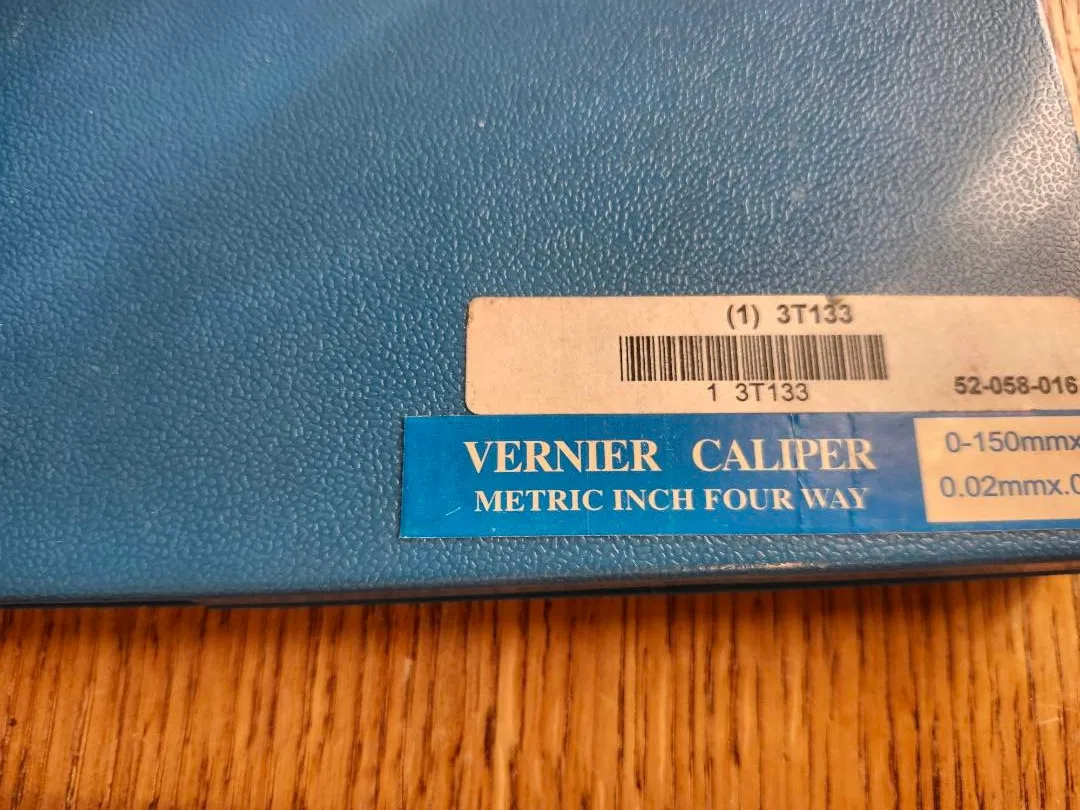 (1) 3T133
1 3T133
52-058-016
VERNIER CALIPER
METRIC INCH FOUR WAY
0-150mmx
0.02mmx.0